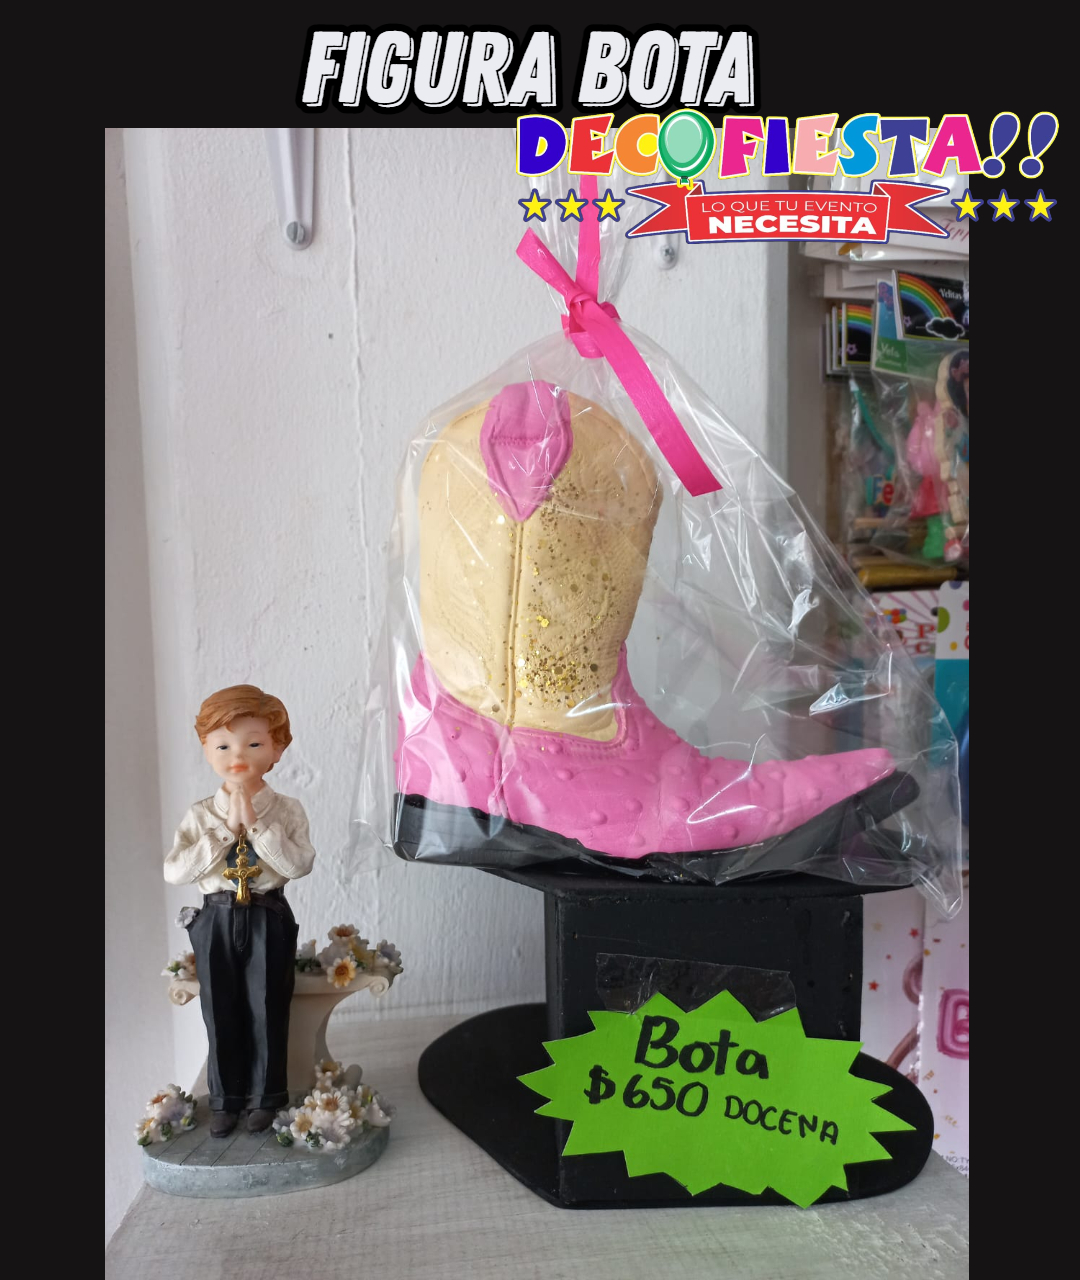 FIGURA BOTA
DECOFIESTA!!
LO QUE TU EVENTO
NECESITA
Bota
$650 DOCENA